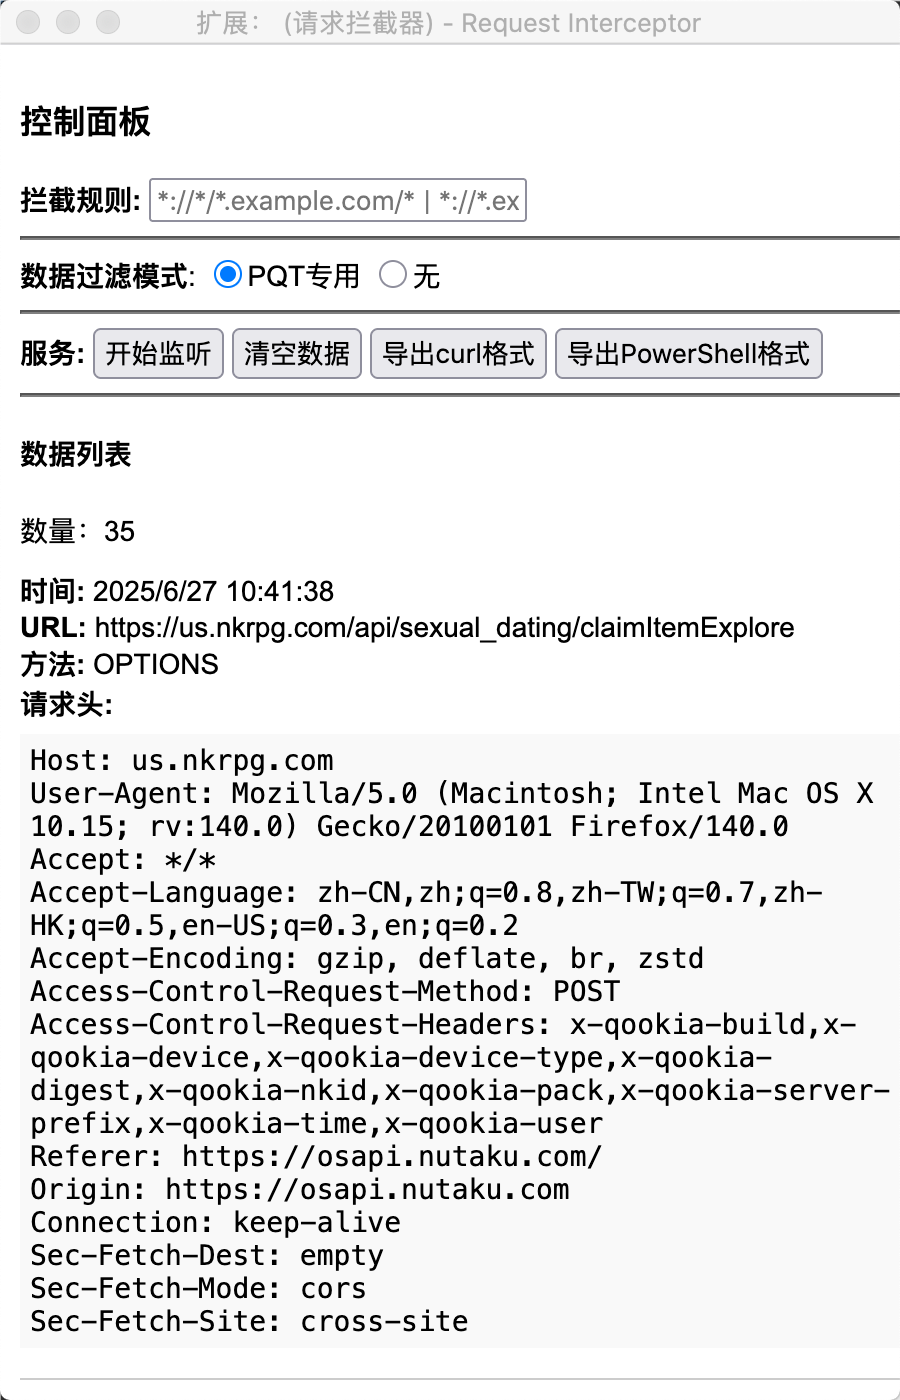 扩展： (请求拦截器) - Request Interceptor
控制面板
拦截规则: *://*/*.example.com/* | *://*.ex
数据过滤模式: PQT专用 无
服务: 开始监听 清空数据 导出curl格式 导出PowerShell格式
数据列表
数量：35
时间: 2025/6/27 10:41:38
URL: https://us.nkrpg.com/api/sexual_dating/claimItemExplore
方法: OPTIONS
请求头:
Host: us.nkrpg.com
User-Agent: Mozilla/5.0 (Macintosh; Intel Mac OS X
10.15; rv:140.0) Gecko/20100101 Firefox/140.0
Accept: */*
Accept-Language: zh-CN,zh;q=0.8,zh-TW;q=0.7,zh-
HK;q=0.5,en-US;q=0.3,en;q=0.2
Accept-Encoding: gzip, deflate, br, zstd
Access-Control-Request-Method: POST
Access-Control-Request-Headers: x-qookia-build,x-
qookia-device,x-qookia-device-type,x-qookia-
digest,x-qookia-nkid,x-qookia-pack,x-qookia-server-
prefix,x-qookia-time,x-qookia-user
Referer: https://osapi.nutaku.com/
Origin: https://osapi.nutaku.com
Connection: keep-alive
Sec-Fetch-Dest: empty
Sec-Fetch-Mode: cors
Sec-Fetch-Site: cross-site